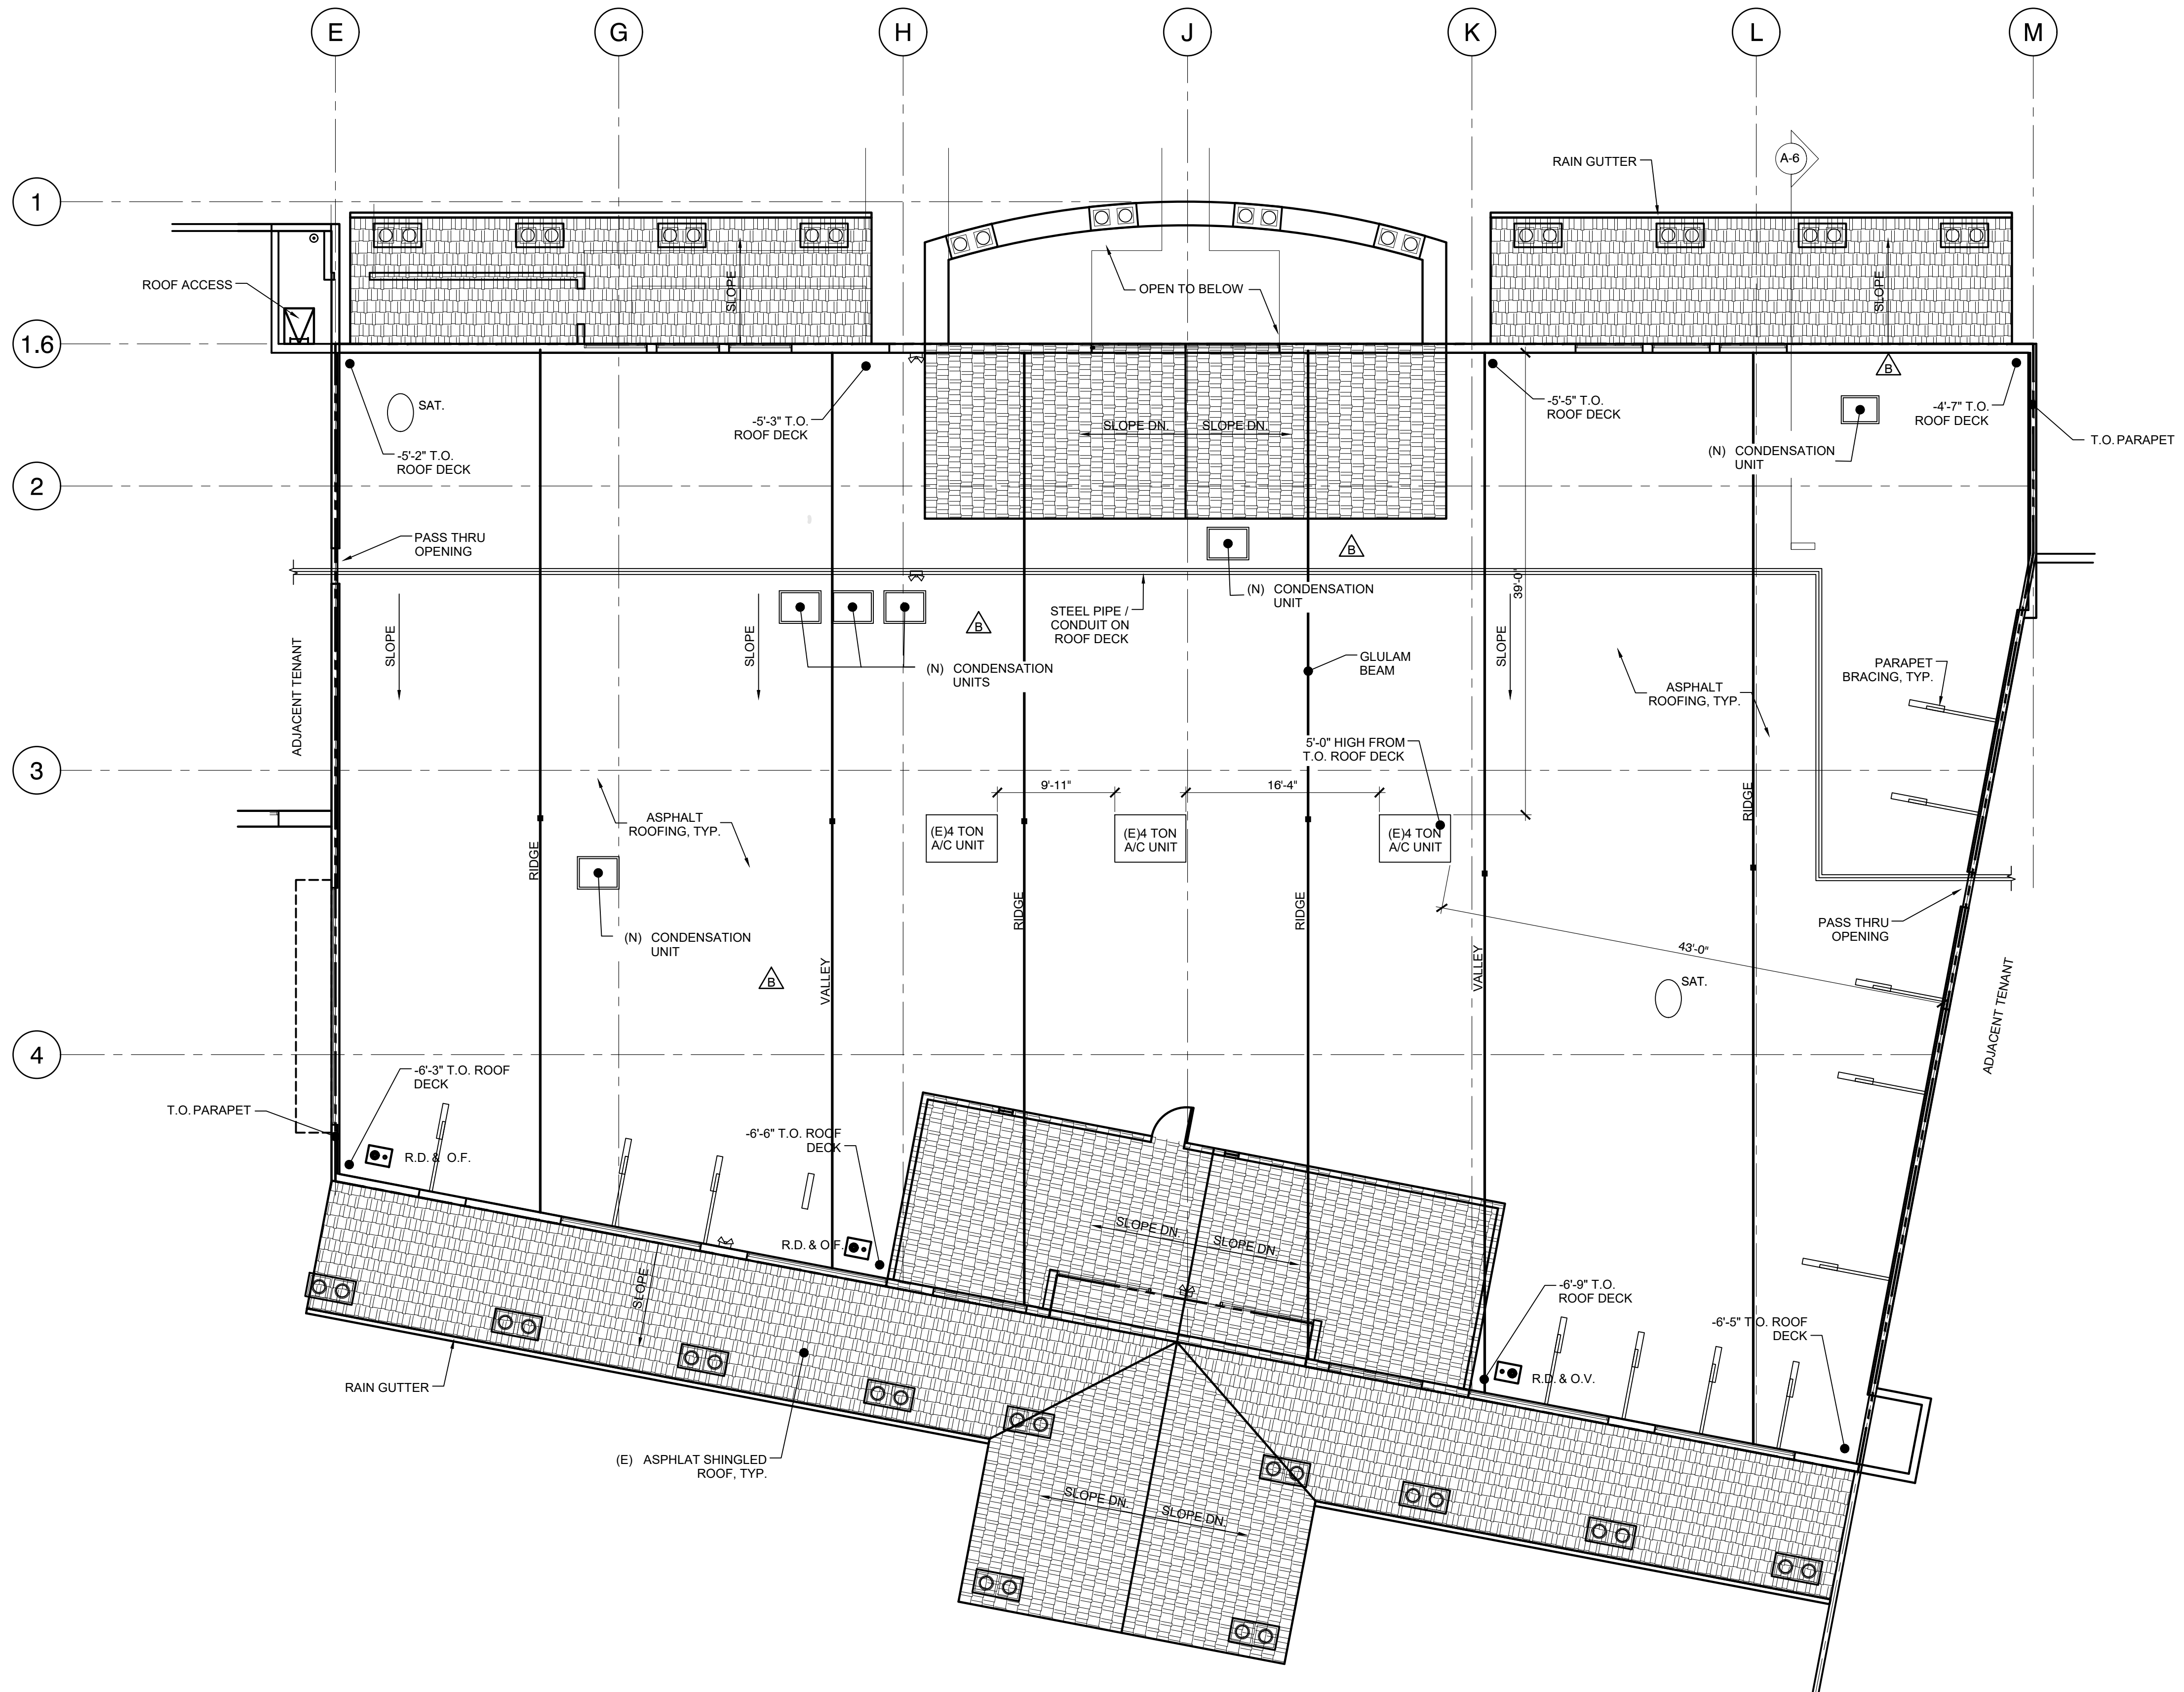 E
G
H
J
K
L
M
1
1.6
2
3
4
A-6
RAIN GUTTER
ROOF ACCESS
SLOPE
OPEN TO BELOW
SLOPE
B
SAT.
-5'-2" T.O.
ROOF DECK
-5'-3" T.O.
ROOF DECK
SLOPE DN.
SLOPE DN.
-5'-5" T.O.
ROOF DECK
-4'-7" T.O.
ROOF DECK
(N) CONDENSATION
UNIT
T.O. PARAPET
PASS THRU
OPENING
B
(N) CONDENSATION
UNIT
39'-0"
STEEL PIPE /
CONDUIT ON
ROOF DECK
B
ADJACENT TENANT
SLOPE
SLOPE
SLOPE
(N) CONDENSATION
UNITS
GLULAM
BEAM
ASPHALT
ROOFING, TYP.
PARAPET
BRACING, TYP.
5'-0" HIGH FROM
T.O. ROOF DECK
9'-11"
16'-4"
ASPHALT
ROOFING, TYP.
(E)4 TON
A/C UNIT
(E)4 TON
A/C UNIT
(E)4 TON
A/C UNIT
RIDGE
RIDGE
RIDGE
RIDGE
(N) CONDENSATION
UNIT
B
VALLEY
VALLEY
43'-0"
PASS THRU
OPENING
SAT.
ADJACENT TENANT
-6'-3" T.O. ROOF
DECK
T.O. PARAPET
R.D. & O.F.
-6'-6" T.O. ROOF
DECK
R.D. & O.F.
SLOPE DN.
SLOPE DN.
SLOPE
-6'-9" T.O.
ROOF DECK
-6'-5" T.O. ROOF
DECK
R.D. & O.V.
RAIN GUTTER
(E) ASPHLAT SHINGLED
ROOF, TYP.
SLOPE DN.
SLOPE DN.